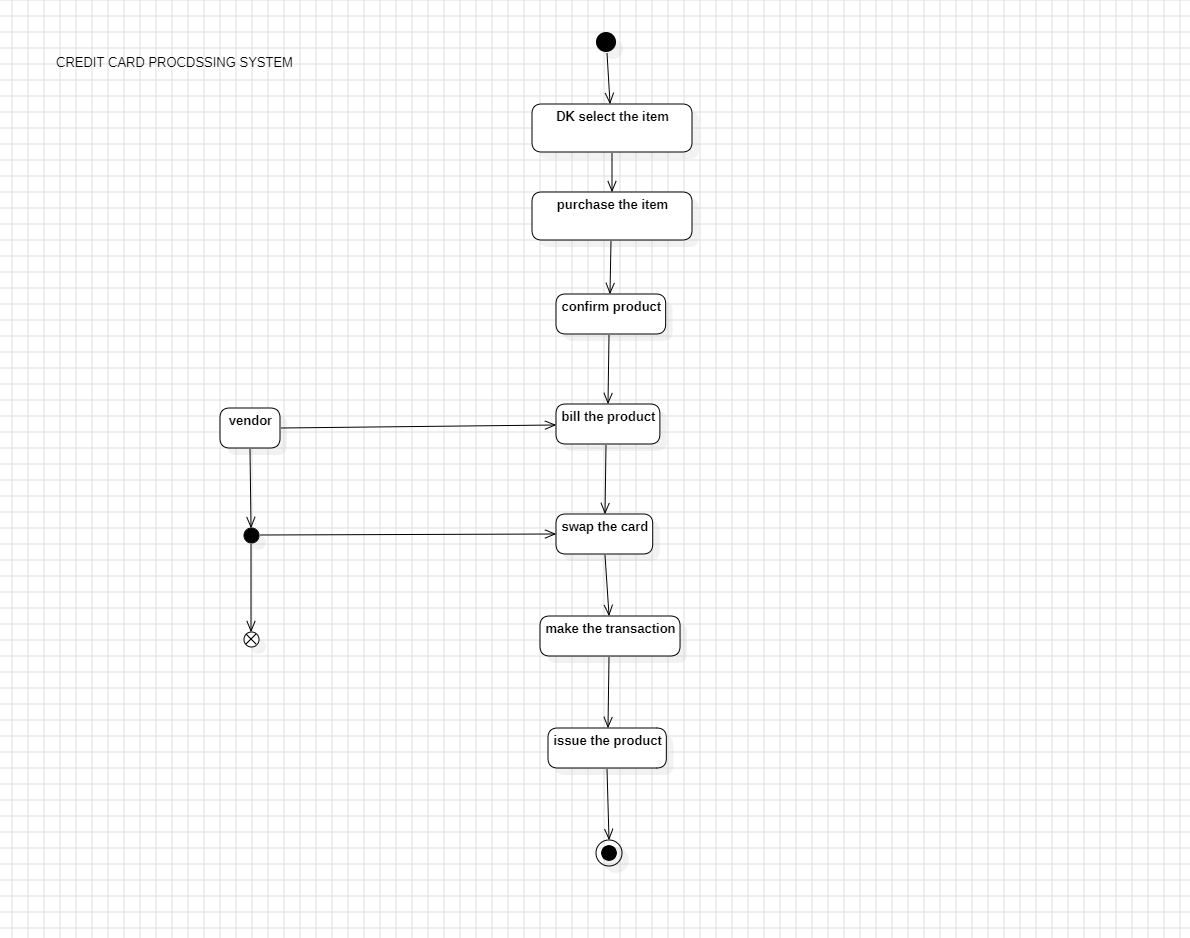 CREDIT CARD PROCDSSING SYSTEM
DK select the item
purchase the item
confirm product
vendor
bill the product
swap the card
make the transaction
issue the product